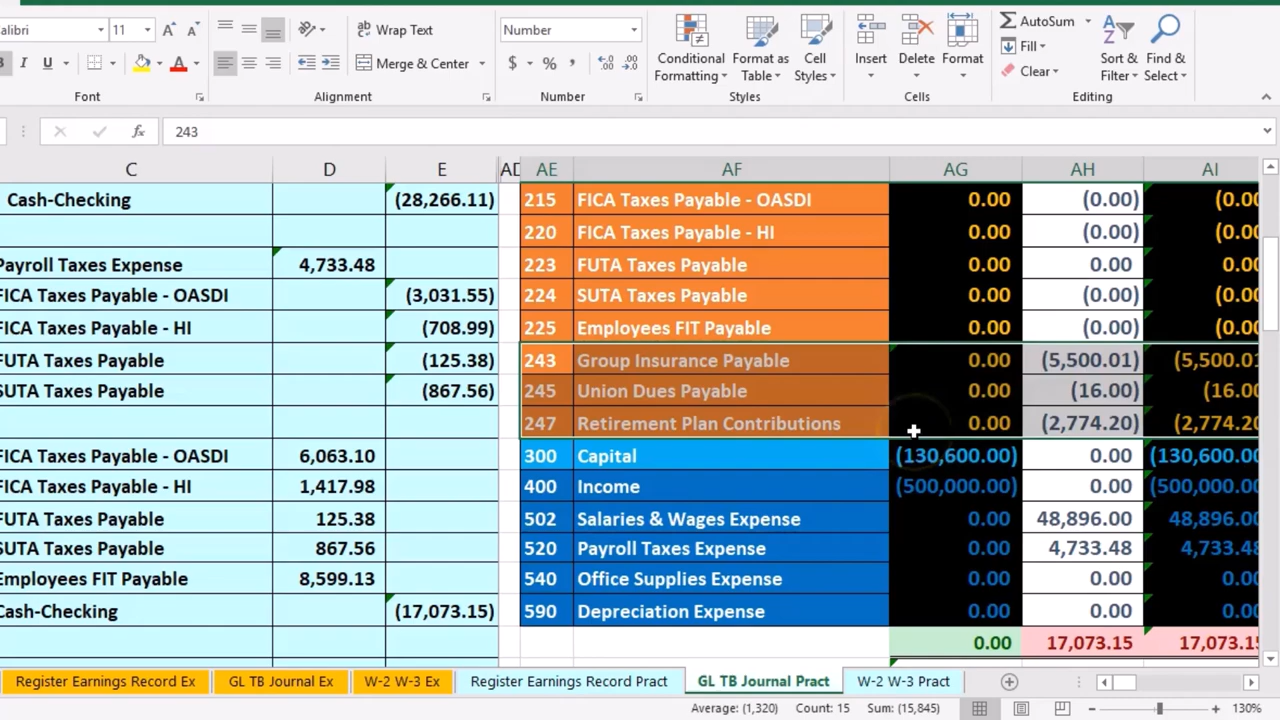 alibri 11 A A Wrap Text Number AutoSum
B I U A Merge & Center $ % , Conditional Formatting Format as Table Cell Styles Insert Delete Format Fill Clear Sort & Filter Find & Select
Font Alignment Number Styles Cells Editing
fx 243
C D E AD AE AF AG AH AI
Cash-Checking (28,266.11) 215 FICA Taxes Payable - OASDI 0.00 (0.00) (0.00
220 FICA Taxes Payable - HI 0.00 (0.00) (0.00
Payroll Taxes Expense 4,733.48 223 FUTA Taxes Payable 0.00 0.00 0.00
FICA Taxes Payable - OASDI (3,031.55) 224 SUTA Taxes Payable 0.00 (0.00) (0.00
FICA Taxes Payable - HI (708.99) 225 Employees FIT Payable 0.00 (0.00) (0.00
FUTA Taxes Payable (125.38) 243 Group Insurance Payable 0.00 (5,500.01) (5,500.01
SUTA Taxes Payable (867.56) 245 Union Dues Payable 0.00 (16.00) (16.00
247 Retirement Plan Contributions 0.00 (2,774.20) (2,774.20
FICA Taxes Payable - OASDI 6,063.10 300 Capital (130,600.00) 0.00 (130,600.00
FICA Taxes Payable - HI 1,417.98 400 Income (500,000.00) 0.00 (500,000.00
FUTA Taxes Payable 125.38 502 Salaries & Wages Expense 0.00 48,896.00 48,896.00
SUTA Taxes Payable 867.56 520 Payroll Taxes Expense 0.00 4,733.48 4,733.48
Employees FIT Payable 8,599.13 540 Office Supplies Expense 0.00 0.00 0.00
Cash-Checking (17,073.15) 590 Depreciation Expense 0.00 0.00 0.00
0.00 17,073.15 17,073.15
Register Earnings Record Ex GL TB Journal Ex W-2 W-3 Ex Register Earnings Record Pract GL TB Journal Pract W-2 W-3 Pract
Average: (1,320) Count: 15 Sum: (15,845) 130%